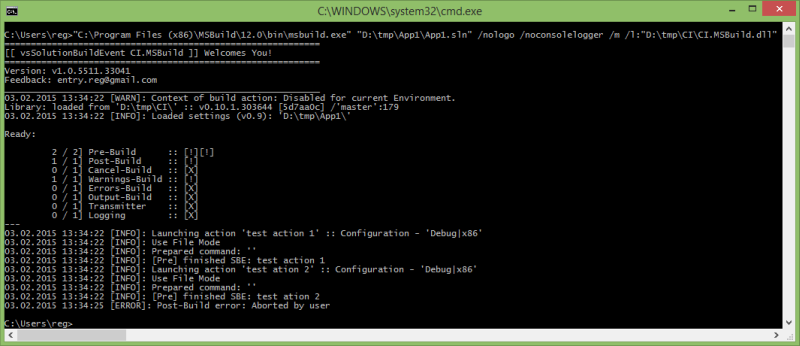 C:\WINDOWS\system32\cmd.exe
C:\Users\reg>"C:\Program Files (x86)\MSBuild\12.0\bin\msbuild.exe" "D:\tmp\App1\App1.sln" /nologo /noconsolelogger /m /l:"D:\tmp\CI\CI.MSBuild.dll"
============================================================
[[ vsSolutionBuildEvent CI.MSBuild ]] Welcomes You!
============================================================
Version: v1.0.5511.33041
Feedback: entry.reg@gmail.com
____________________________________________________________
03.02.2015 13:34:22 [WARN]: Context of build action: Disabled for current Environment.
Library: loaded from 'D:\tmp\CI\' :: v0.10.1.303644 [5d7aa0c] /'master':179
03.02.2015 13:34:22 [INFO]: Loaded settings (v0.9): 'D:\tmp\App1\'
Ready:
2 / 2] Pre-Build :: [!][!]
1 / 1] Post-Build :: [!]
0 / 1] Cancel-Build :: [X]
1 / 1] Warnings-Build :: [!]
0 / 1] Errors-Build :: [X]
0 / 1] Output-Build :: [X]
0 / 1] Transmitter :: [X]
0 / 1] Logging :: [X]
---
03.02.2015 13:34:22 [INFO]: Launching action 'test action 1' :: Configuration - 'Debug|x86'
03.02.2015 13:34:22 [INFO]: Use File Mode
03.02.2015 13:34:22 [INFO]: Prepared command: ''
03.02.2015 13:34:22 [INFO]: [Pre] finished SBE: test action 1
03.02.2015 13:34:22 [INFO]: Launching action 'test ation 2' :: Configuration - 'Debug|x86'
03.02.2015 13:34:22 [INFO]: Use File Mode
03.02.2015 13:34:22 [INFO]: Prepared command: ''
03.02.2015 13:34:22 [INFO]: [Pre] finished SBE: test ation 2
03.02.2015 13:34:25 [ERROR]: Post-Build error: Aborted by user
C:\Users\reg>